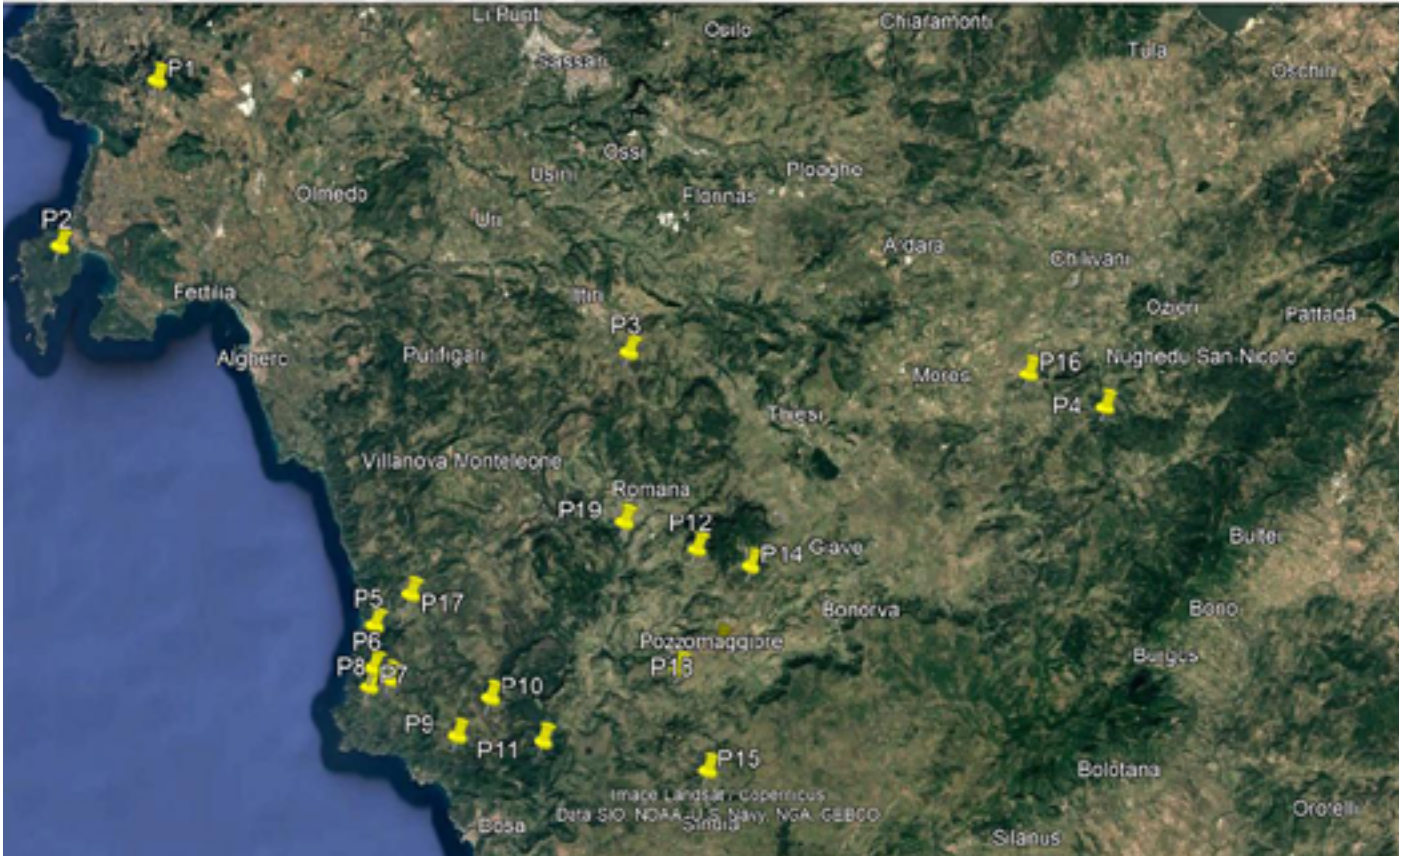 Li Punti
Osilo
Chiaramonti
Sassari
Tula
Oschiri
P1
Ossi
Usini
Ploaghe
Olmedo
Florinas
Uri
P2
Ardara
Chilivani
Fertilia
Ittiri
Ozieri
Pattada
P3
Alghero
Putifigari
Mores
P16
Nughedu San Nicolò
P4
Thiesi
Villanova Monteleone
Romana
P19
P12
P14
Giave
Bultei
P5
P17
Bonorva
Bono
P6
Pozzomaggiore
P8
P7
P13
Burgos
P10
P9
P11
P15
Bolotana
Image Landsat / Copernicus
Data SIO, NOAA, U.S. Navy, NGA, GEBCO
Bosa
Sindia
Silanus
Orotelli